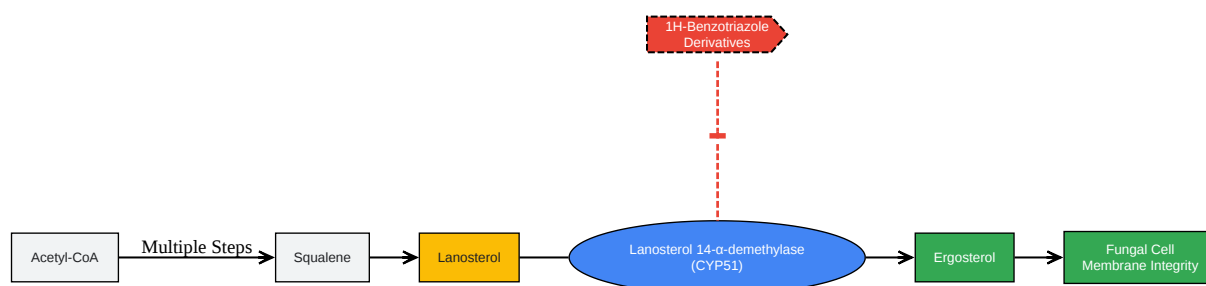 1H-Benzotriazole
Derivatives
Acetyl-CoA
Multiple Steps
Squalene
Lanosterol
Lanosterol 14-α-demethylase
(CYP51)
Ergosterol
Fungal Cell
Membrane Integrity